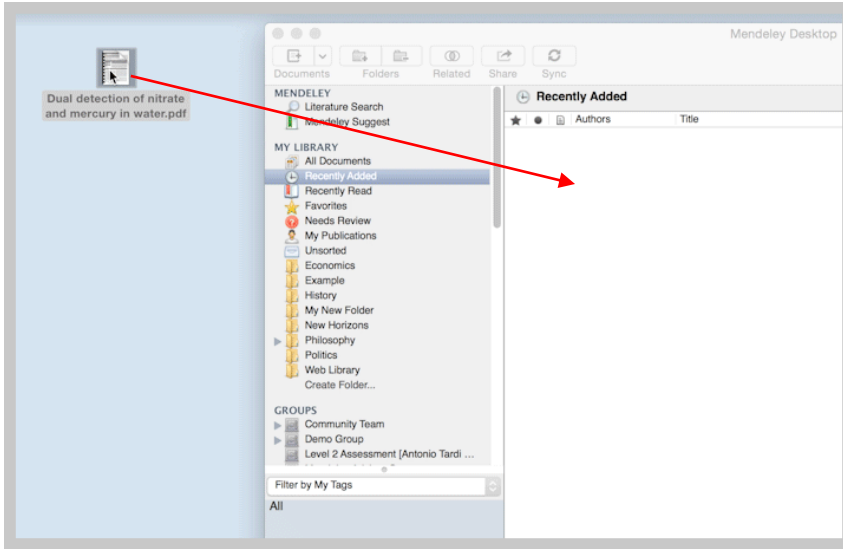 Mendeley Desktop
Documents Folders Related Share Sync
Dual detection of nitrate
and mercury in water.pdf
MENDELEY
Literature Search
Mendeley Suggest
MY LIBRARY
All Documents
Recently Added
Recently Read
Favorites
Needs Review
My Publications
Unsorted
Economics
Example
History
My New Folder
New Horizons
Philosophy
Politics
Web Library
Create Folder...
GROUPS
Community Team
Demo Group
Level 2 Assessment [Antonio Tardi ...
Filter by My Tags
All
Recently Added
Authors Title